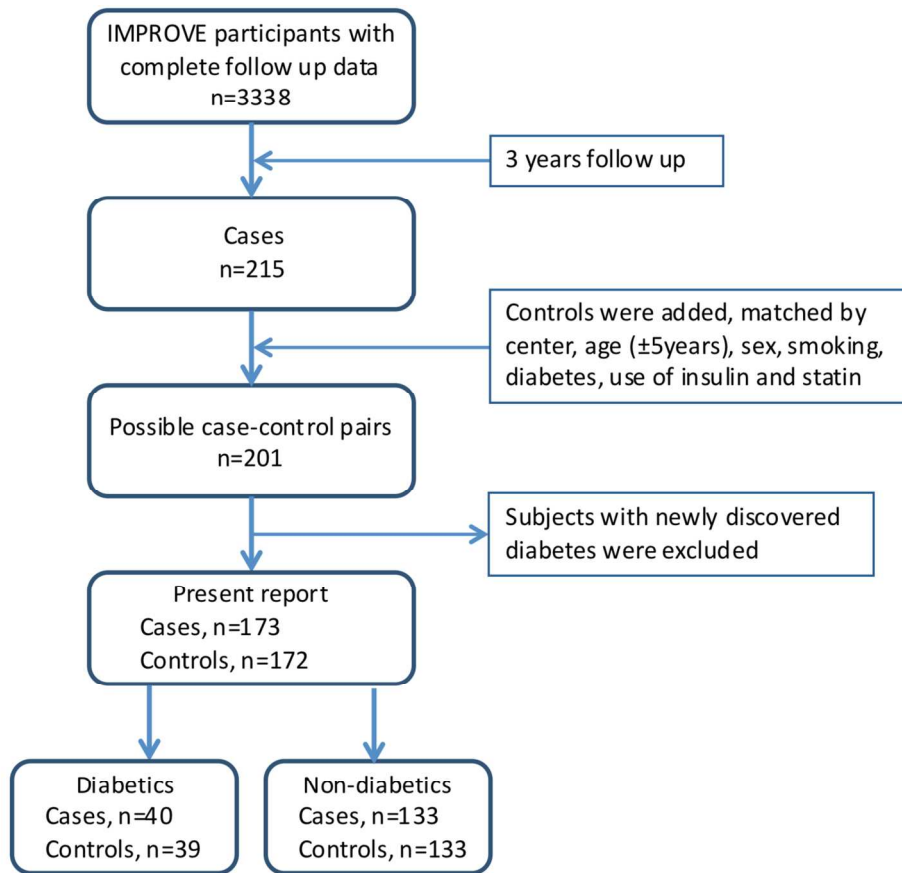 IMPROVE participants with
complete follow up data
n=3338
3 years follow up
Cases
n=215
Controls were added, matched by
center, age (±5years), sex, smoking,
diabetes, use of insulin and statin
Possible case-control pairs
n=201
Subjects with newly discovered
diabetes were excluded
Present report
Cases, n=173
Controls, n=172
Diabetics
Cases, n=40
Controls, n=39
Non-diabetics
Cases, n=133
Controls, n=133